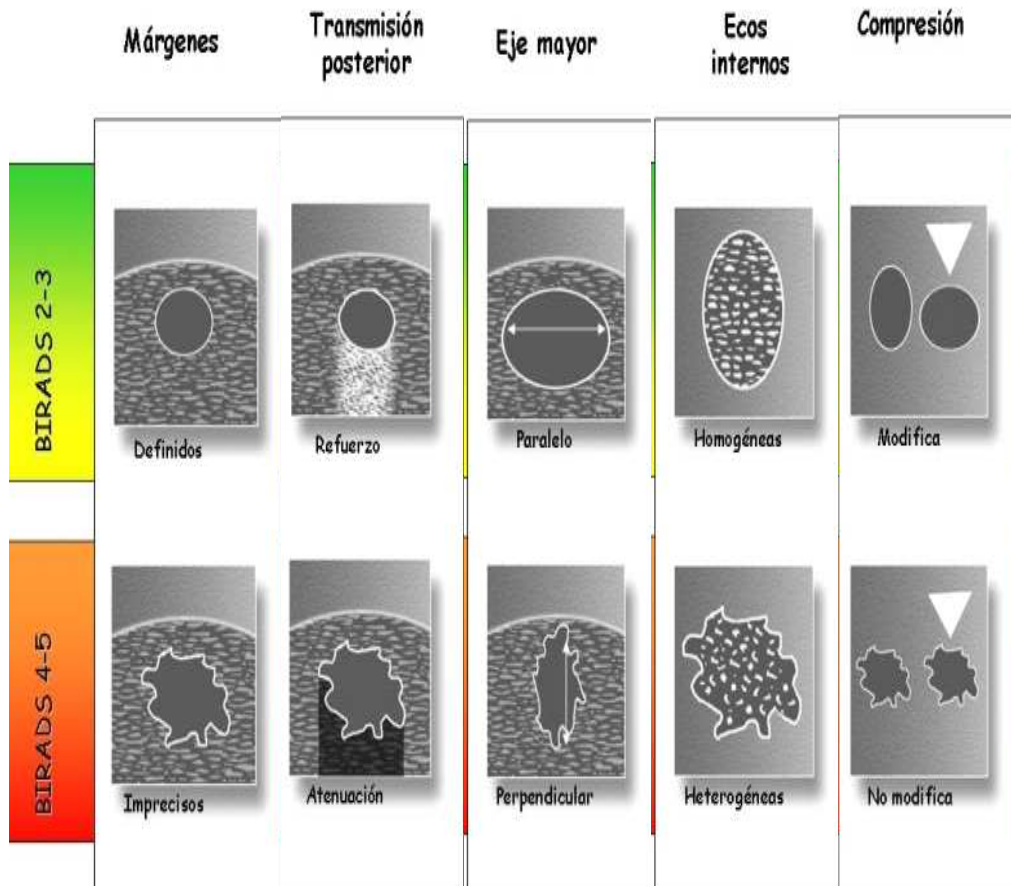 Márgenes
Transmisión
posterior
Eje mayor
Ecos
internos
Compresión
BIRADS 2-3
Definidos
Refuerzo
Paralelo
Homogéneas
Modifica
BIRADS 4-5
Imprecisos
Atenuación
Perpendicular
Heterogéneas
No modifica